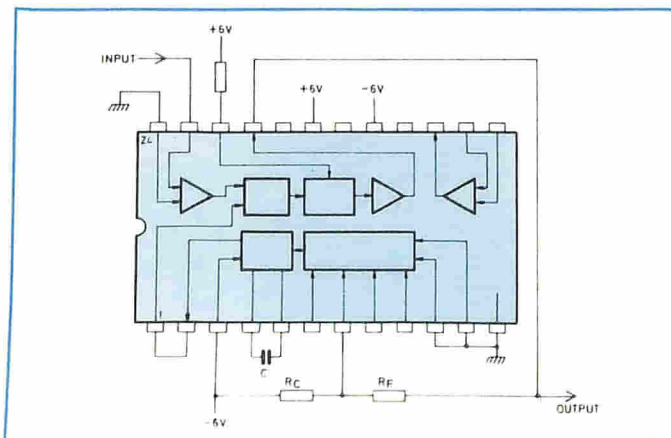 +6V
INPUT
+6V
-6V
24
1
C
RC
RF
OUTPUT
-6V